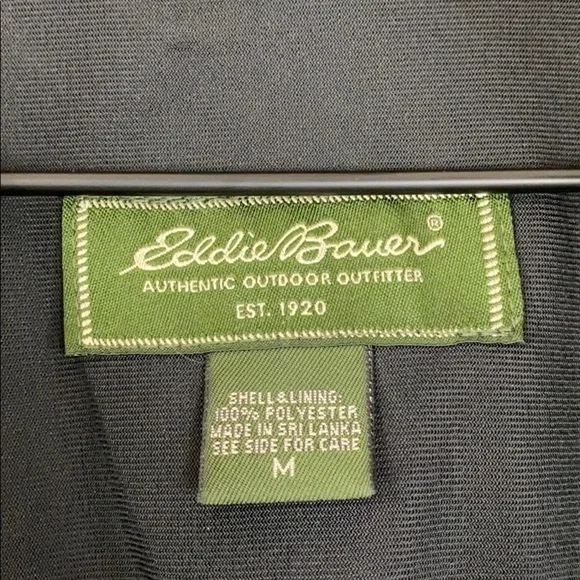 Eddie Bauer®
AUTHENTIC OUTDOOR OUTFITTER
EST. 1920
SHELL & LINING:
100% POLYESTER
MADE IN SRI LANKA
SEE SIDE FOR CARE
M